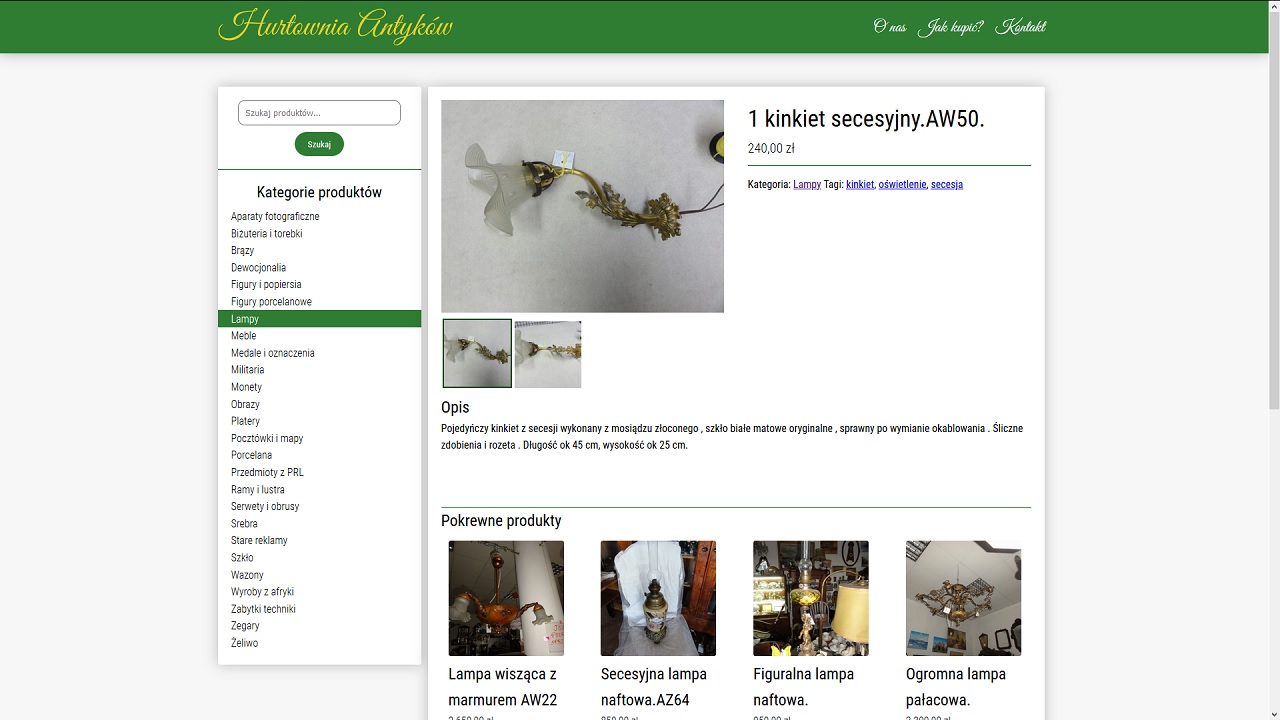 Hurtownia Antyków
O nas Jak kupić? Kontakt
Szukaj produktów...
Szukaj
Kategorie produktów
Aparaty fotograficzne
Biżuteria i torebki
Brązy
Dewocjonalia
Figury i popiersia
Figury porcelanowe
Lampy
Meble
Medale i oznaczenia
Militaria
Monety
Obrazy
Platery
Pocztówki i mapy
Porcelana
Przedmioty z PRL
Ramy i lustra
Serwety i obrusy
Srebra
Stare reklamy
Szkło
Wazony
Wyroby z afryki
Zabytki techniki
Zegary
Żeliwo
1 kinkiet secesyjny.AW50.
240,00 zł
Kategoria: Lampy Tagi: kinkiet, oświetlenie, secesja
Opis
Pojedyńczy kinkiet z secesji wykonany z mosiądzu złoconego , szkło białe matowe oryginalne , sprawny po wymianie okablowania . Śliczne
zdobienia i rozeta . Długość ok 45 cm, wysokość ok 25 cm.
Pokrewne produkty
Lampa wisząca z
marmurem AW22
Secesyjna lampa
naftowa.AZ64
Figuralna lampa
naftowa.
Ogromna lampa
pałacowa.